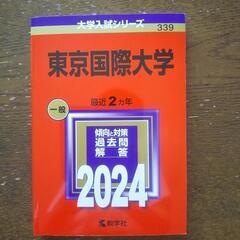 大学入試シリーズ
339
東京国際大学
一般
最近2カ年
傾向と対策
過去問
解答
2024
教学社